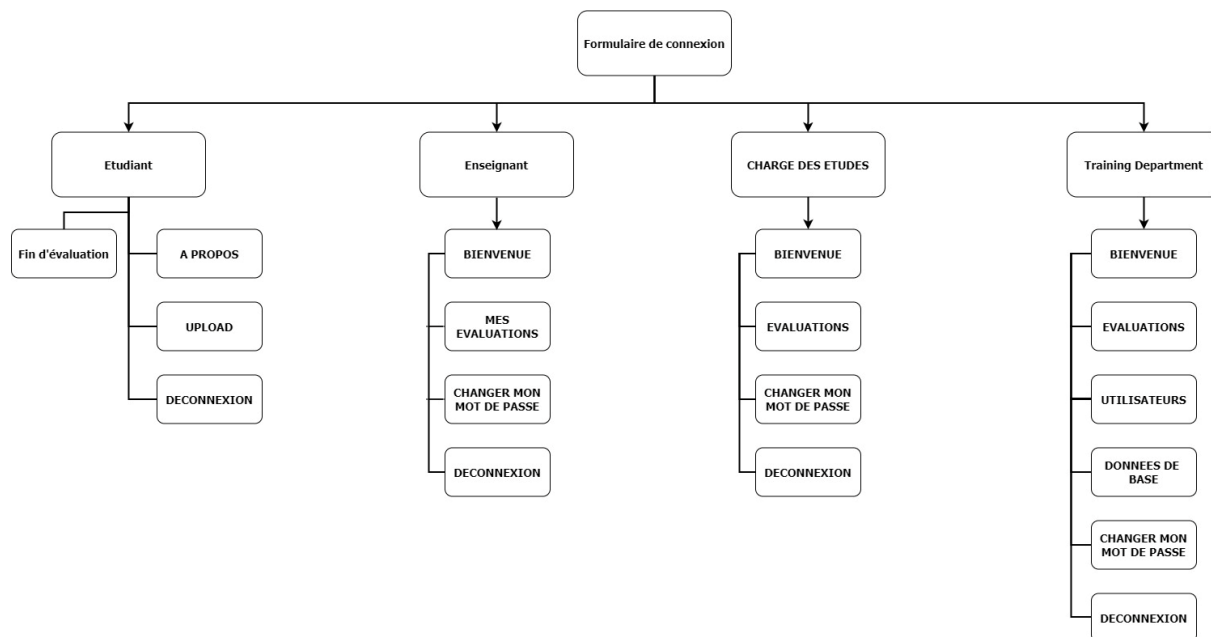 Formulaire de connexion
Etudiant
Enseignant
CHARGE DES ETUDES
Training Department
Fin d'évaluation
A PROPOS
UPLOAD
DECONNEXION
BIENVENUE
MES
EVALUATIONS
CHANGER MON
MOT DE PASSE
DECONNEXION
BIENVENUE
EVALUATIONS
CHANGER MON
MOT DE PASSE
DECONNEXION
BIENVENUE
EVALUATIONS
UTILISATEURS
DONNEES DE
BASE
CHANGER MON
MOT DE PASSE
DECONNEXION